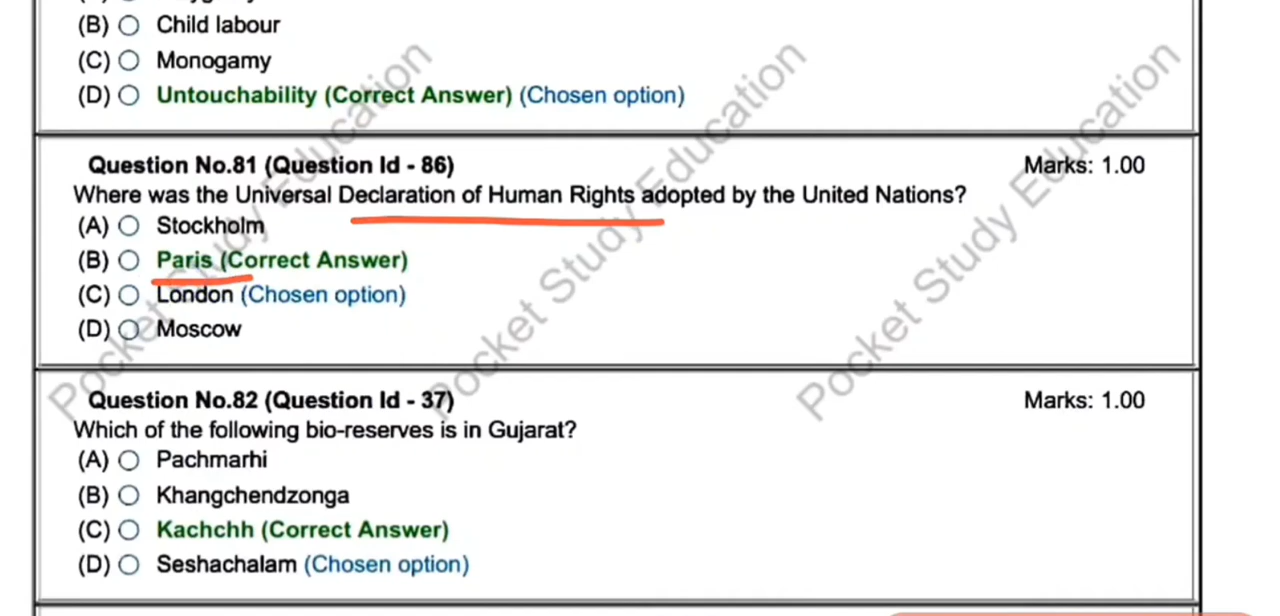 (B) Child labour
(C) Monogamy
(D) Untouchability (Correct Answer) (Chosen option)
Question No.81 (Question Id - 86) Marks: 1.00
Where was the Universal Declaration of Human Rights adopted by the United Nations?
(A) Stockholm
(B) Paris (Correct Answer)
(C) London (Chosen option)
(D) Moscow
Question No.82 (Question Id - 37) Marks: 1.00
Which of the following bio-reserves is in Gujarat?
(A) Pachmarhi
(B) Khangchendzonga
(C) Kachchh (Correct Answer)
(D) Seshachalam (Chosen option)
Pocket Study Education
Pocket Study Education
Pocket Study Education